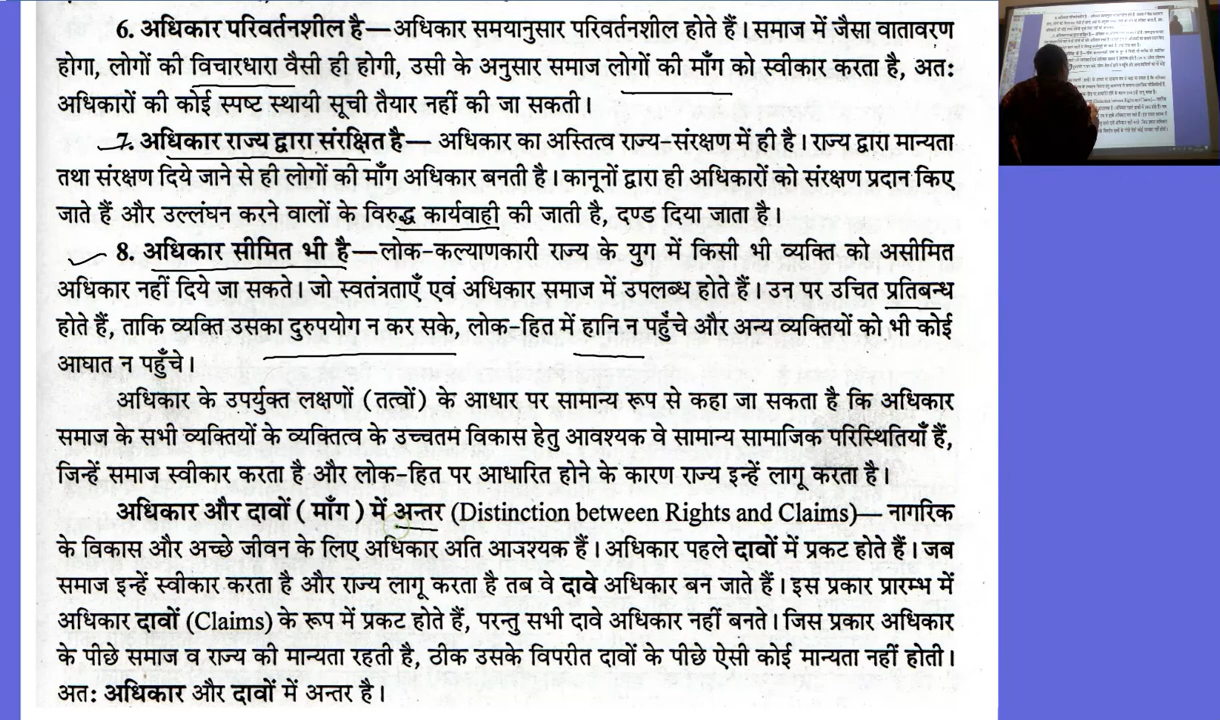 6. अधिकार परिवर्तनशील है—अधिकार समयानुसार परिवर्तनशील होते हैं। समाज में जैसा वातावरण
होगा, लोगों की विचारधारा वैसी ही होगी, उसी के अनुसार समाज लोगों की माँग को स्वीकार करता है, अतः
अधिकारों की कोई स्पष्ट स्थायी सूची तैयार नहीं की जा सकती।
7. अधिकार राज्य द्वारा संरक्षित है— अधिकार का अस्तित्व राज्य-संरक्षण में ही है। राज्य द्वारा मान्यता
तथा संरक्षण दिये जाने से ही लोगों की माँग अधिकार बनती है। कानूनों द्वारा ही अधिकारों को संरक्षण प्रदान किए
जाते हैं और उल्लंघन करने वालों के विरुद्ध कार्यवाही की जाती है, दण्ड दिया जाता है।
8. अधिकार सीमित भी है—लोक-कल्याणकारी राज्य के युग में किसी भी व्यक्ति को असीमित
अधिकार नहीं दिये जा सकते। जो स्वतंत्रताएँ एवं अधिकार समाज में उपलब्ध होते हैं। उन पर उचित प्रतिबन्ध
होते हैं, ताकि व्यक्ति उसका दुरुपयोग न कर सके, लोक-हित में हानि न पहुँचे और अन्य व्यक्तियों को भी कोई
आघात न पहुँचे।
अधिकार के उपर्युक्त लक्षणों (तत्वों) के आधार पर सामान्य रूप से कहा जा सकता है कि अधिकार
समाज के सभी व्यक्तियों के व्यक्तित्व के उच्चतम विकास हेतु आवश्यक वे सामान्य सामाजिक परिस्थितियाँ हैं,
जिन्हें समाज स्वीकार करता है और लोक-हित पर आधारित होने के कारण राज्य इन्हें लागू करता है।
अधिकार और दावों (माँग) में अन्तर (Distinction between Rights and Claims)— नागरिक
के विकास और अच्छे जीवन के लिए अधिकार अति आवश्यक हैं। अधिकार पहले दावों में प्रकट होते हैं। जब
समाज इन्हें स्वीकार करता है और राज्य लागू करता है तब वे दावे अधिकार बन जाते हैं। इस प्रकार प्रारम्भ में
अधिकार दावों (Claims) के रूप में प्रकट होते हैं, परन्तु सभी दावे अधिकार नहीं बनते। जिस प्रकार अधिकार
के पीछे समाज व राज्य की मान्यता रहती है, ठीक उसके विपरीत दावों के पीछे ऐसी कोई मान्यता नहीं होती।
अतः अधिकार और दावों में अन्तर है।